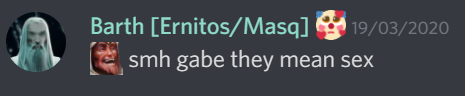 Barth [Ernitos/Masq] 19/03/2020
smh gabe they mean sex